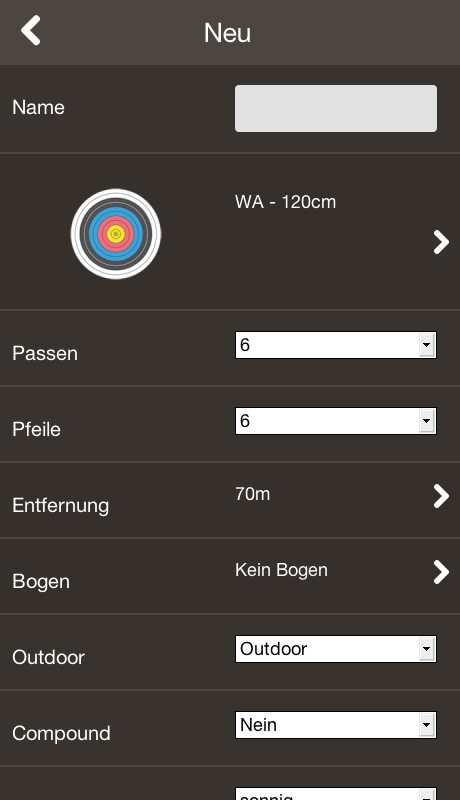 Neu
Name
WA - 120cm
Passen 6
Pfeile 6
Entfernung 70m
Bogen Kein Bogen
Outdoor Outdoor
Compound Nein
sonnig